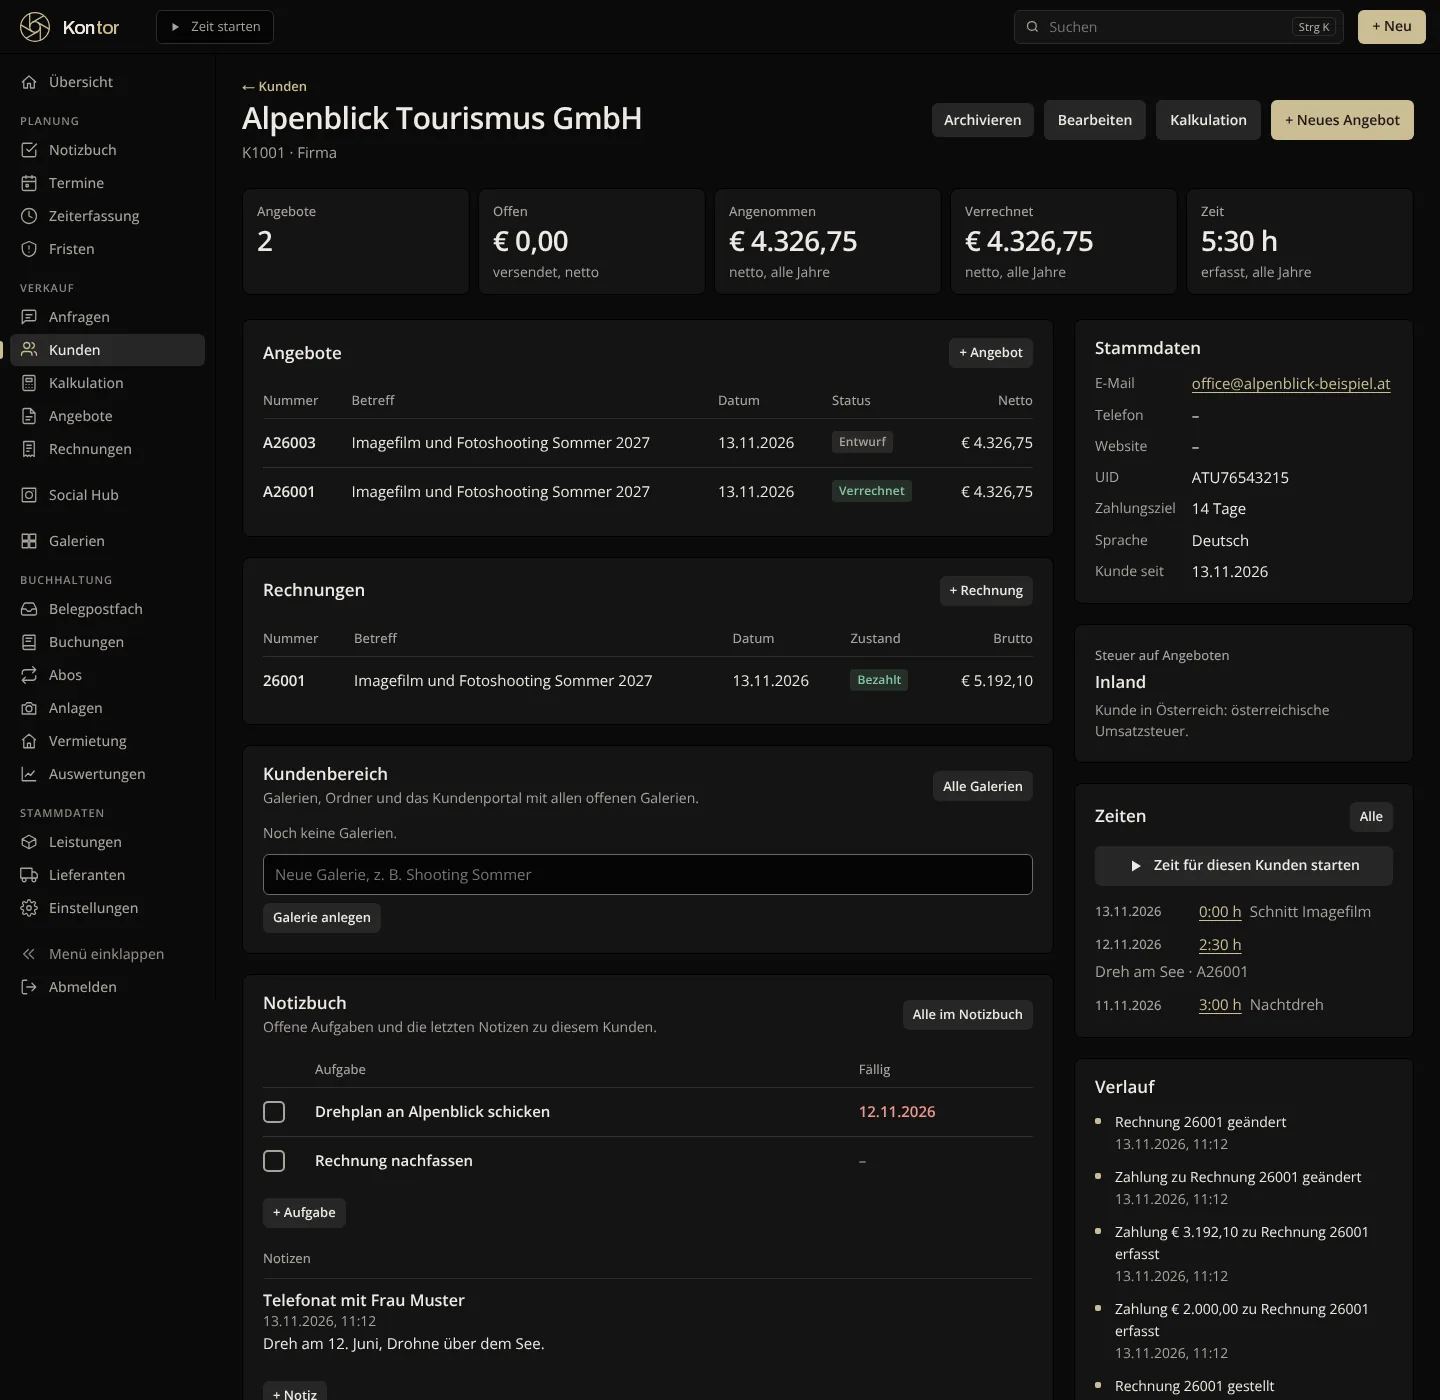 Kontor
Zeit starten
Suchen
Strg K
+ Neu
Übersicht
PLANUNG
Notizbuch
Termine
Zeiterfassung
Fristen
VERKAUF
Anfragen
Kunden
Kalkulation
Angebote
Rechnungen
Social Hub
Galerien
BUCHHALTUNG
Belegpostfach
Buchungen
Abos
Anlagen
Vermietung
Auswertungen
STAMMDATEN
Leistungen
Lieferanten
Einstellungen
Menü einklappen
Abmelden
← Kunden
Alpenblick Tourismus GmbH
K1001 · Firma
Archivieren
Bearbeiten
Kalkulation
+ Neues Angebot
Angebote
2
Offen
€ 0,00
versendet, netto
Angenommen
€ 4.326,75
netto, alle Jahre
Verrechnet
€ 4.326,75
netto, alle Jahre
Zeit
5:30 h
erfasst, alle Jahre
Angebote
+ Angebot
Nummer Betreff Datum Status Netto
A26003 Imagefilm und Fotoshooting Sommer 2027 13.11.2026 Entwurf € 4.326,75
A26001 Imagefilm und Fotoshooting Sommer 2027 13.11.2026 Verrechnet € 4.326,75
Rechnungen
+ Rechnung
Nummer Betreff Datum Zustand Brutto
26001 Imagefilm und Fotoshooting Sommer 2027 13.11.2026 Bezahlt € 5.192,10
Kundenbereich
Galerien, Ordner und das Kundenportal mit allen offenen Galerien.
Alle Galerien
Noch keine Galerien.
Neue Galerie, z. B. Shooting Sommer
Galerie anlegen
Notizbuch
Offene Aufgaben und die letzten Notizen zu diesem Kunden.
Alle im Notizbuch
Aufgabe Fällig
Drehplan an Alpenblick schicken 12.11.2026
Rechnung nachfassen –
+ Aufgabe
Notizen
Telefonat mit Frau Muster
13.11.2026, 11:12
Dreh am 12. Juni, Drohne über dem See.
+ Notiz
Stammdaten
E-Mail office@alpenblick-beispiel.at
Telefon –
Website –
UID ATU76543215
Zahlungsziel 14 Tage
Sprache Deutsch
Kunde seit 13.11.2026
Steuer auf Angeboten
Inland
Kunde in Österreich: österreichische
Umsatzsteuer.
Zeiten
Alle
Zeit für diesen Kunden starten
13.11.2026 0:00 h Schnitt Imagefilm
12.11.2026 2:30 h
Dreh am See · A26001
11.11.2026 3:00 h Nachtdreh
Verlauf
Rechnung 26001 geändert
13.11.2026, 11:12
Zahlung zu Rechnung 26001 geändert
13.11.2026, 11:12
Zahlung € 3.192,10 zu Rechnung 26001
erfasst
13.11.2026, 11:12
Zahlung € 2.000,00 zu Rechnung 26001
erfasst
13.11.2026, 11:12
Rechnung 26001 gestellt